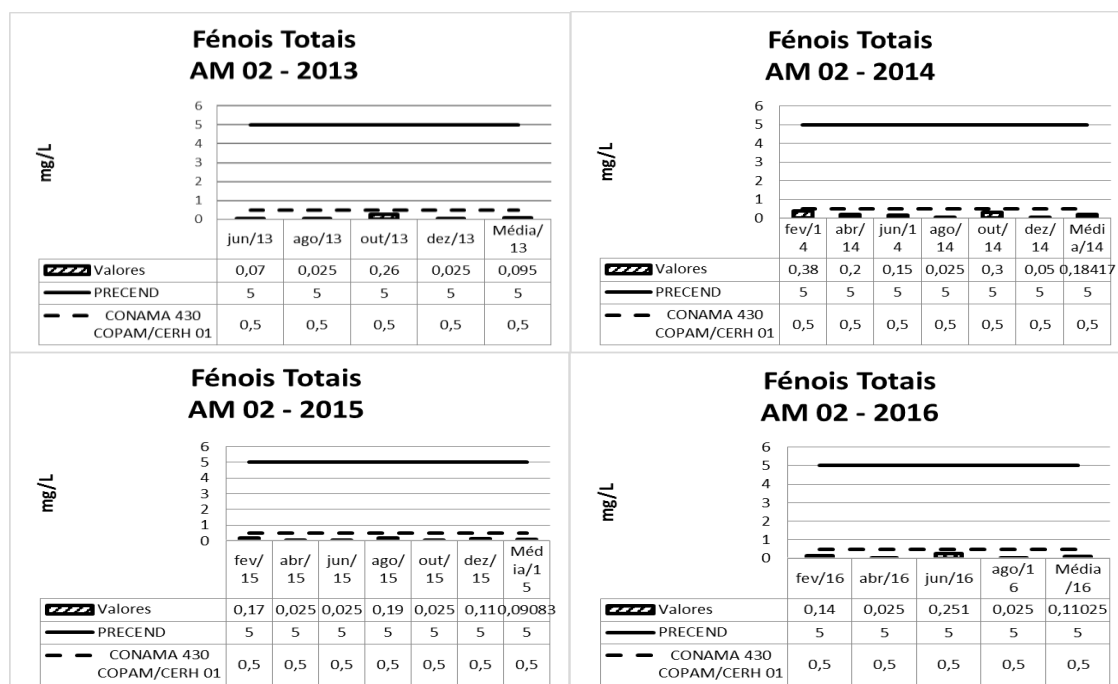 Fénois Totais
AM 02 - 2013
mg/L
6
5
4
3
2
1
0
jun/13 ago/13 out/13 dez/13 Média/
13
Valores 0,07 0,025 0,26 0,025 0,095
PRECEND 5 5 5 5 5
CONAMA 430
COPAM/CERH 01 0,5 0,5 0,5 0,5 0,5
Fénois Totais
AM 02 - 2014
mg/L
6
5
4
3
2
1
0
fev/1 abr/ jun/1 ago/ out/ dez/ Médi
4 14 4 14 14 14 a/14
Valores 0,38 0,2 0,15 0,025 0,3 0,05 0,18417
PRECEND 5 5 5 5 5 5 5
CONAMA 430
COPAM/CERH 01 0,5 0,5 0,5 0,5 0,5 0,5 0,5
Fénois Totais
AM 02 - 2015
mg/L
6
5
4
3
2
1
0
fev/ abr/ jun/ ago/ out/ dez/ Méd
15 15 15 15 15 15 ia/1
5
Valores 0,17 0,025 0,025 0,19 0,025 0,11 0,09083
PRECEND 5 5 5 5 5 5 5
CONAMA 430
COPAM/CERH 01 0,5 0,5 0,5 0,5 0,5 0,5 0,5
Fénois Totais
AM 02 - 2016
mg/L
6
5
4
3
2
1
0
fev/16 abr/16 jun/16 ago/1 Média
6 /16
Valores 0,14 0,025 0,251 0,025 0,11025
PRECEND 5 5 5 5 5
CONAMA 430
COPAM/CERH 01 0,5 0,5 0,5 0,5 0,5